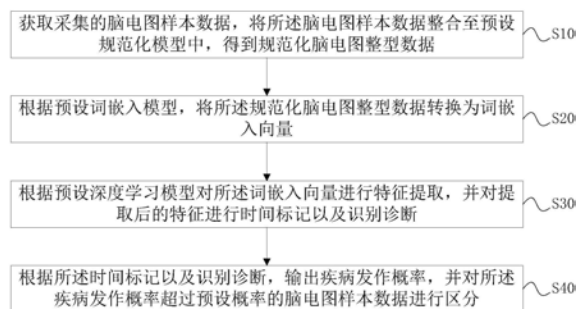 获取采集的脑电图样本数据，将所述脑电图样本数据整合至预设
规范化模型中，得到规范化脑电图整型数据
S10
根据预设词嵌入模型，将所述规范化脑电图整型数据转换为词嵌
入向量
S20
根据预设深度学习模型对所述词嵌入向量进行特征提取，并对提
取后的特征进行时间标记以及识别诊断
S30
根据所述时间标记以及识别诊断，输出疾病发作概率，并对所述
疾病发作概率超过预设概率的脑电图样本数据进行区分
S40